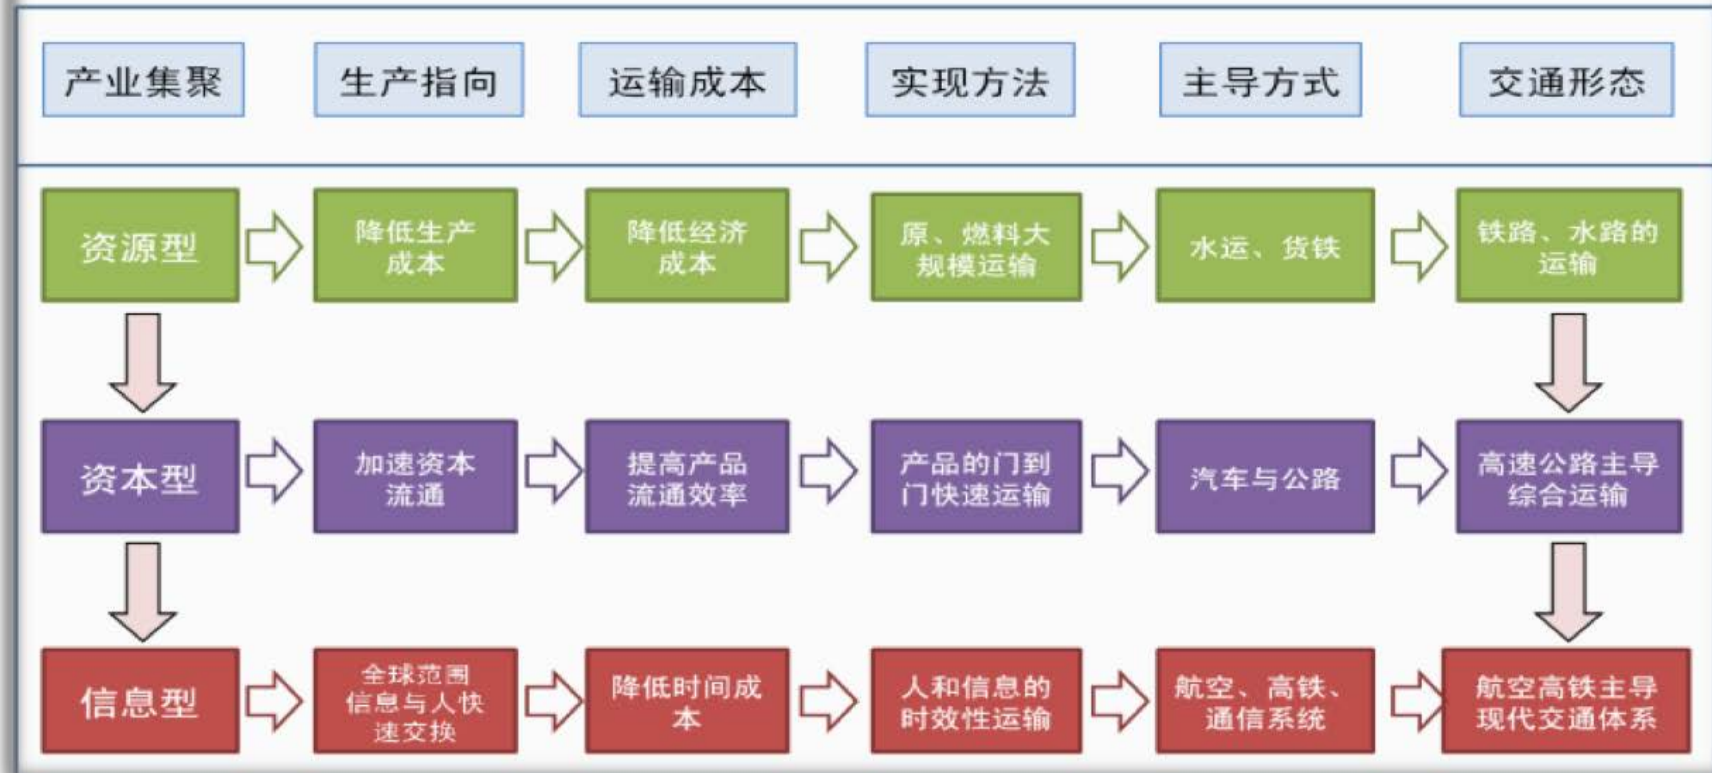 产业集聚
生产指向
运输成本
实现方法
主导方式
交通形态
资源型
降低生产
成本
降低经济
成本
原、燃料大
规模运输
水运、货铁
铁路、水路的
运输
资本型
加速资本
流通
提高产品
流通效率
产品的门到
门快速运输
汽车与公路
高速公路主导
综合运输
信息型
全球范围
信息与人快
速交换
降低时间成
本
人和信息的
时效性运输
航空、高铁、
通信系统
航空高铁主导
现代交通体系